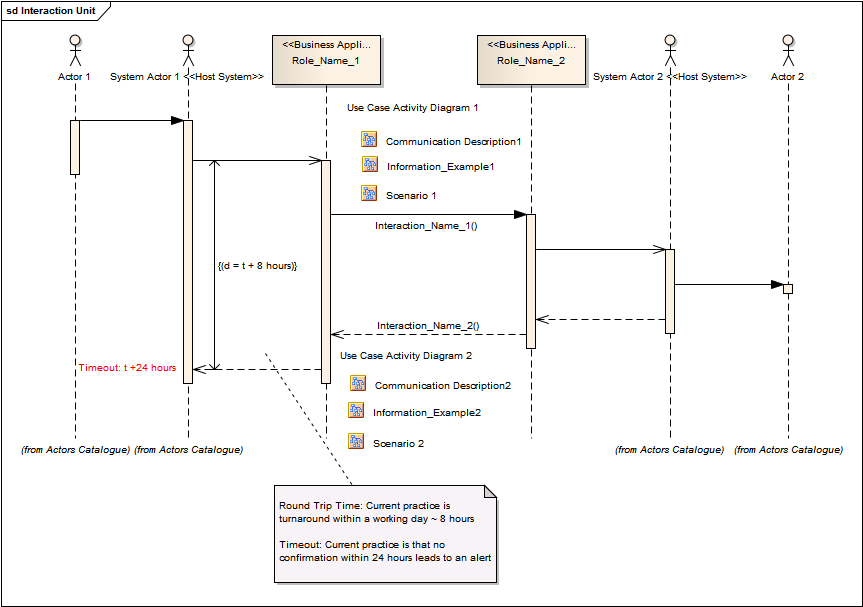 sd Interaction Unit
Actor 1
System Actor 1 <<Host System>>
<<Business Appli...
Role_Name_1
<<Business Appli...
Role_Name_2
System Actor 2 <<Host System>>
Actor 2
Use Case Activity Diagram 1
Communication Description1
Information_Example1
Scenario 1
Interaction_Name_1()
{(d = t + 8 hours)}
Interaction_Name_2()
Use Case Activity Diagram 2
Timeout: t +24 hours
Communication Description2
Information_Example2
Scenario 2
(from Actors Catalogue)
(from Actors Catalogue)
(from Actors Catalogue)
(from Actors Catalogue)
Round Trip Time: Current practice is
turnaround within a working day ~ 8 hours
Timeout: Current practice is that no
confirmation within 24 hours leads to an alert